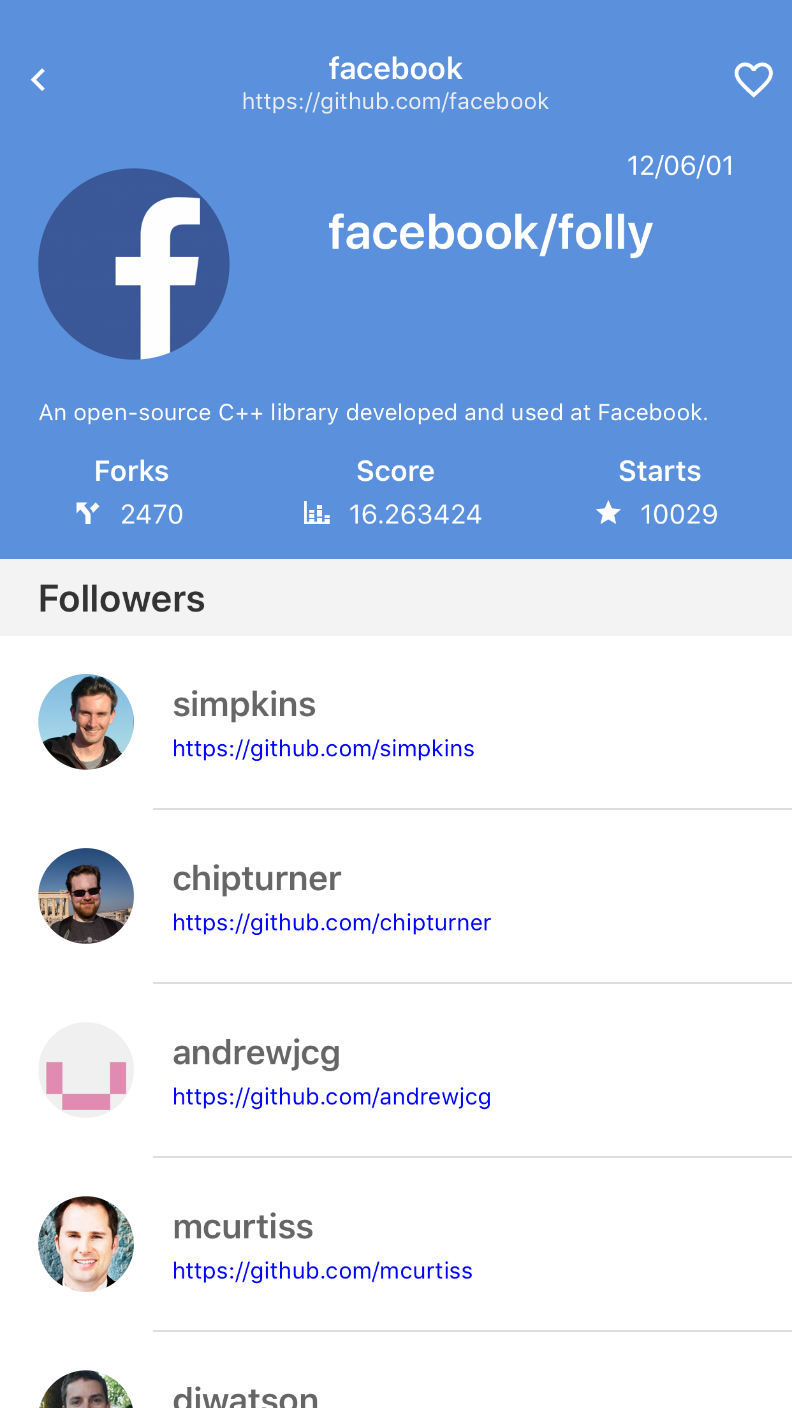 facebook
https://github.com/facebook
12/06/01
facebook/folly
An open-source C++ library developed and used at Facebook.
Forks
Score
Starts
2470
16.263424
10029
Followers
simpkins
https://github.com/simpkins
chipturner
https://github.com/chipturner
andrewjcg
https://github.com/andrewjcg
mcurtiss
https://github.com/mcurtiss
djwatson